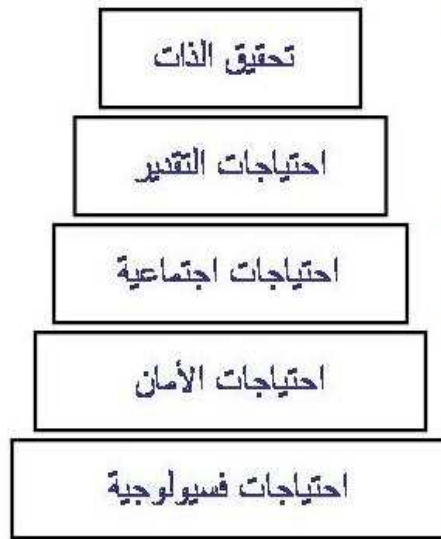 تحقيق الذات
احتياجات التقدير
احتياجات اجتماعية
احتياجات الأمان
احتياجات فسيولوجية